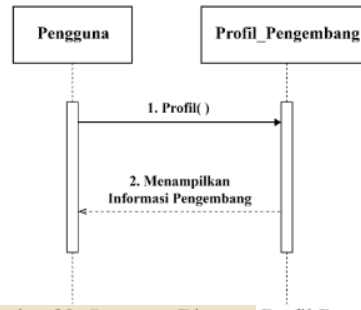 Pengguna
Profil_Pengembang
1. Profil( )
2. Menampilkan
Informasi Pengembang